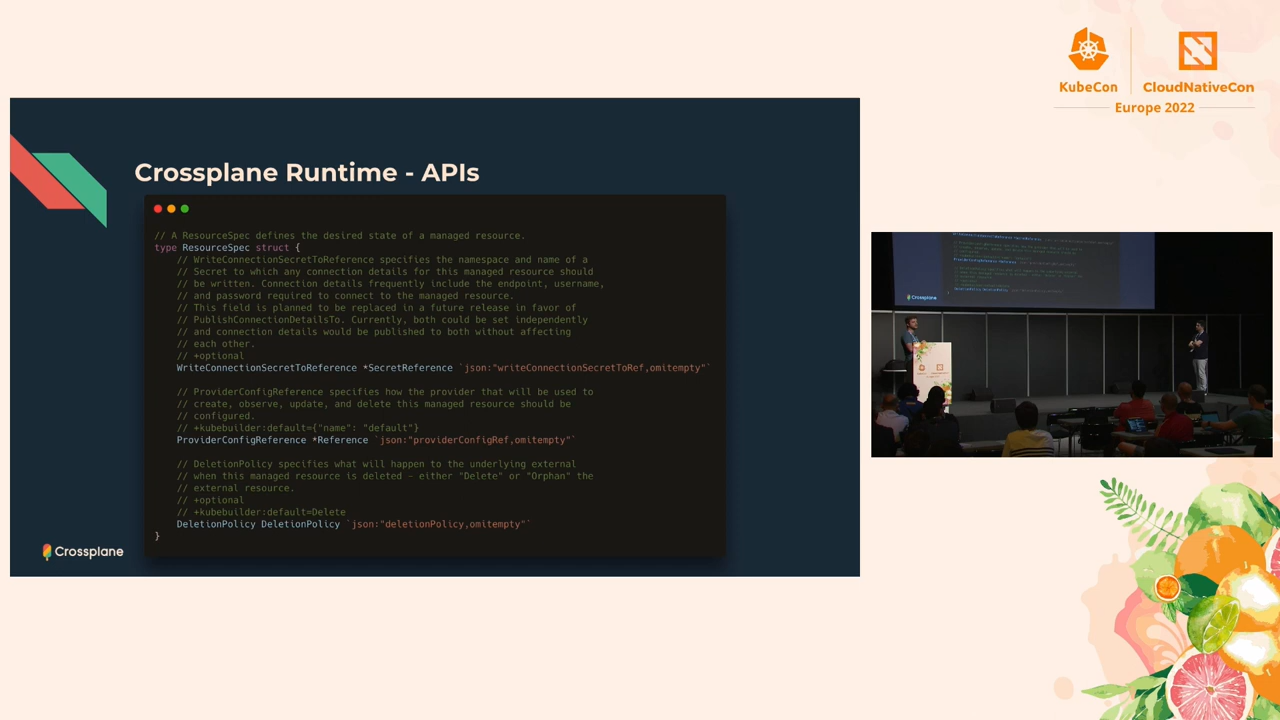 KubeCon
CloudNativeCon
Europe 2022
Crossplane Runtime - APIs
// A ResourceSpec defines the desired state of a managed resource.
type ResourceSpec struct {
// WriteConnectionSecretToReference specifies the namespace and name of a
// Secret to which any connection details for this managed resource should
// be written. Connection details frequently include the endpoint, username,
// and password required to connect to the managed resource.
// This field is planned to be replaced in a future release in favor of
// PublishConnectionDetailsTo. Currently, both could be set independently
// and connection details would be published to both without affecting
// each other.
// +optional
WriteConnectionSecretToReference *SecretReference `json:"writeConnectionSecretToRef,omitempty"`
// ProviderConfigReference specifies how the provider that will be used to
// create, observe, update, and delete this managed resource should be
// configured.
// +kubebuilder:default={"name": "default"}
ProviderConfigReference *Reference `json:"providerConfigRef,omitempty"`
// DeletionPolicy specifies what will happen to the underlying external
// when this managed resource is deleted - either "Delete" or "Orphan" the
// external resource.
// +optional
// +kubebuilder:default=Delete
DeletionPolicy DeletionPolicy `json:"deletionPolicy,omitempty"`
}
Crossplane
Crossplane